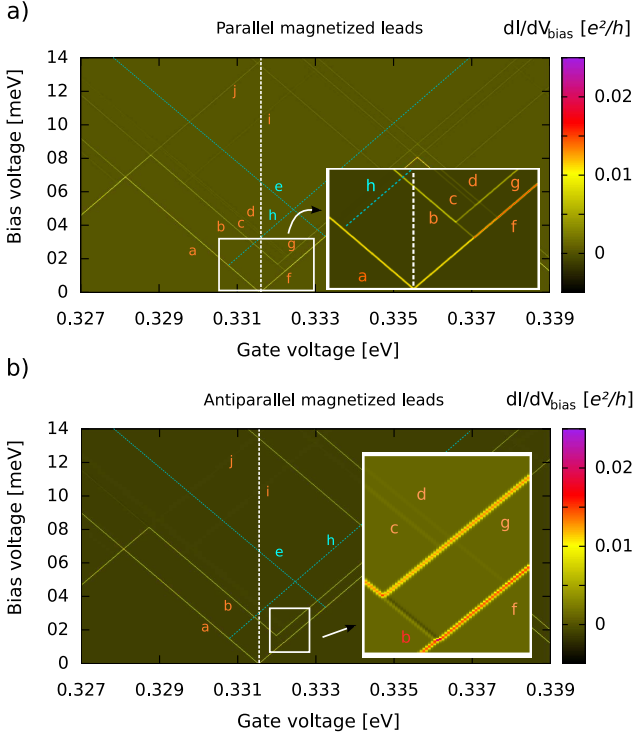 a)
Parallel magnetized leads
dI/dVbias [e²/h]
Bias voltage [meV]
14
12
10
08
06
04
02
0
j
i
e
d
b
c
h
a
g
f
h
d
g
c
b
f
a
0.02
0.01
0
0.327
0.329
0.331
0.333
0.335
0.337
0.339
Gate voltage [eV]
b)
Antiparallel magnetized leads
dI/dVbias [e²/h]
Bias voltage [meV]
14
12
10
08
06
04
02
0
j
i
h
e
b
a
d
c
g
f
b
0.02
0.01
0
0.327
0.329
0.331
0.333
0.335
0.337
0.339
Gate voltage [eV]